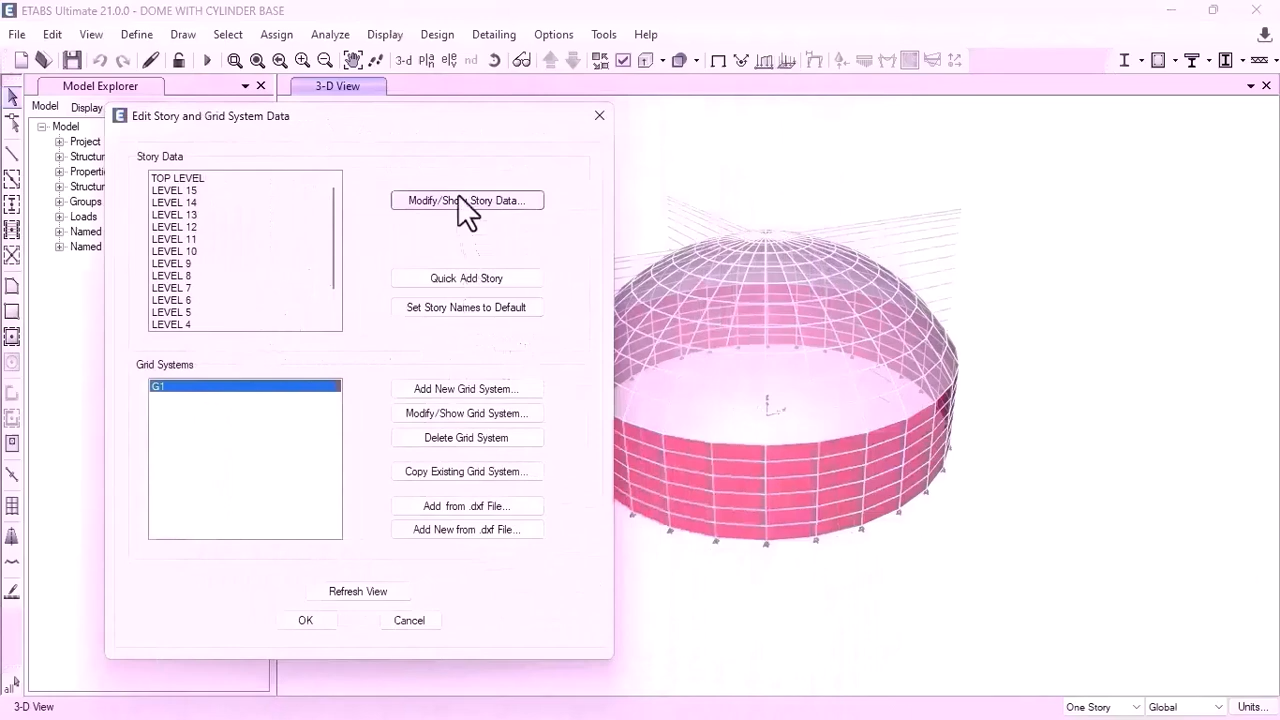 ETABS Ultimate 21.0.0 - DOME WITH CYLINDER BASE
File Edit View Define Draw Select Assign Analyze Display Design Detailing Options Tools Help
3-d nd
Model Explorer
3-D View
Model Display
Edit Story and Grid System Data
Model
Project
Structur
Properti
Structur
Groups
Loads
Named
Named
Story Data
TOP LEVEL
LEVEL 15
LEVEL 14
LEVEL 13
LEVEL 12
LEVEL 11
LEVEL 10
LEVEL 9
LEVEL 8
LEVEL 7
LEVEL 6
LEVEL 5
LEVEL 4
Modify/Show Story Data...
Quick Add Story
Set Story Names to Default
Grid Systems
G1
Add New Grid System...
Modify/Show Grid System...
Delete Grid System
Copy Existing Grid System...
Add from .dxf File...
Add New from .dxf File...
Refresh View
OK Cancel
all
3-D View
One Story Global Units...